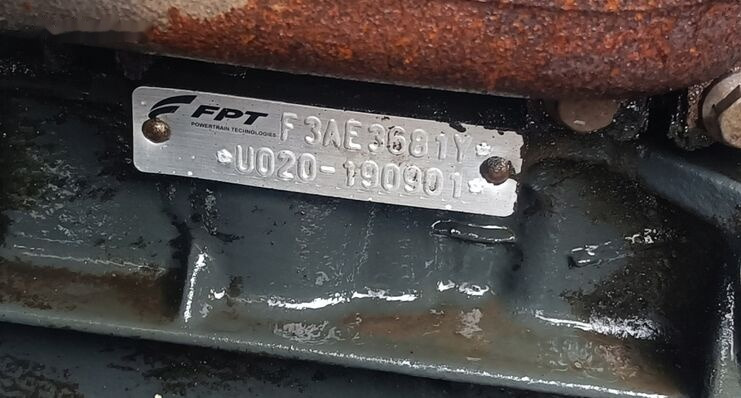 FPT
POWERTRAIN TECHNOLOGIES
F3AE3681Y*
*U020-190901*